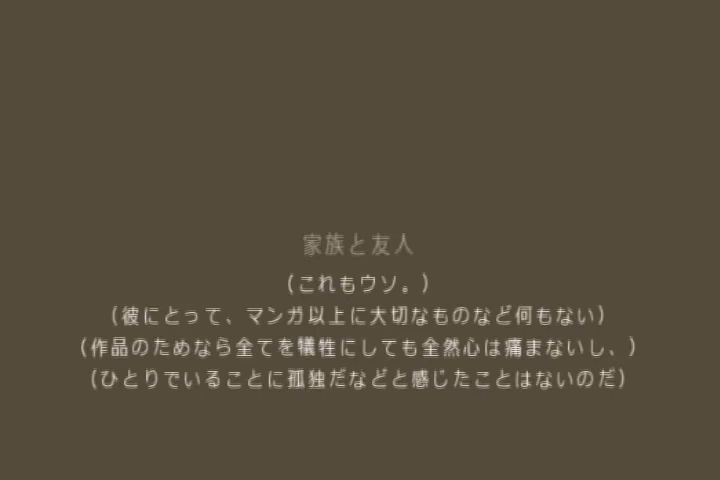 家族と友人
（これもウソ。）
（彼にとって、マンガ以上に大切なものなど何もない）
（作品のためなら全てを犠牲にしても全然心は痛まないし、）
（ひとりでいることに孤独だなどと感じたことはないのだ）